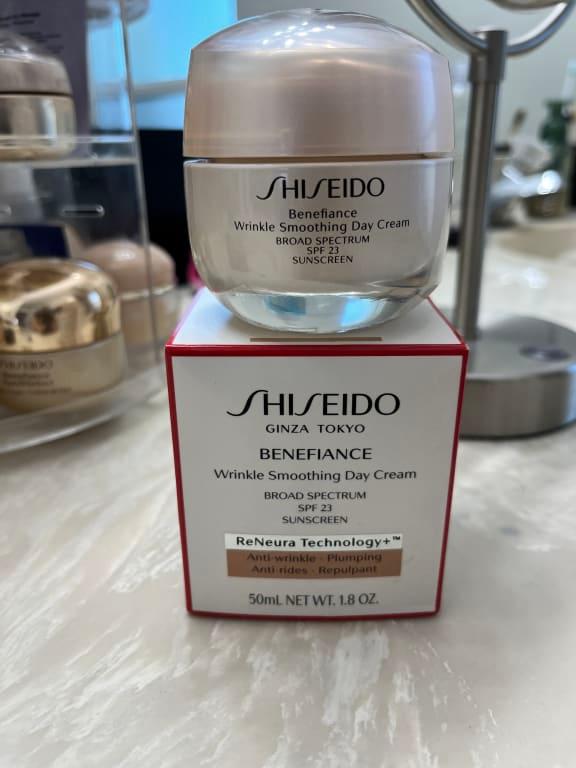 SHISEIDO
Benefiance
Wrinkle Smoothing Day Cream
BROAD SPECTRUM
SPF 23
SUNSCREEN
SHISEIDO
GINZA TOKYO
BENEFIANCE
Wrinkle Smoothing Day Cream
BROAD SPECTRUM
SPF 23
SUNSCREEN
ReNeura Technology+™
Anti-wrinkle · Plumping
Anti-rides · Repulpant
50mL NET WT. 1.8 OZ.
SHISEIDO